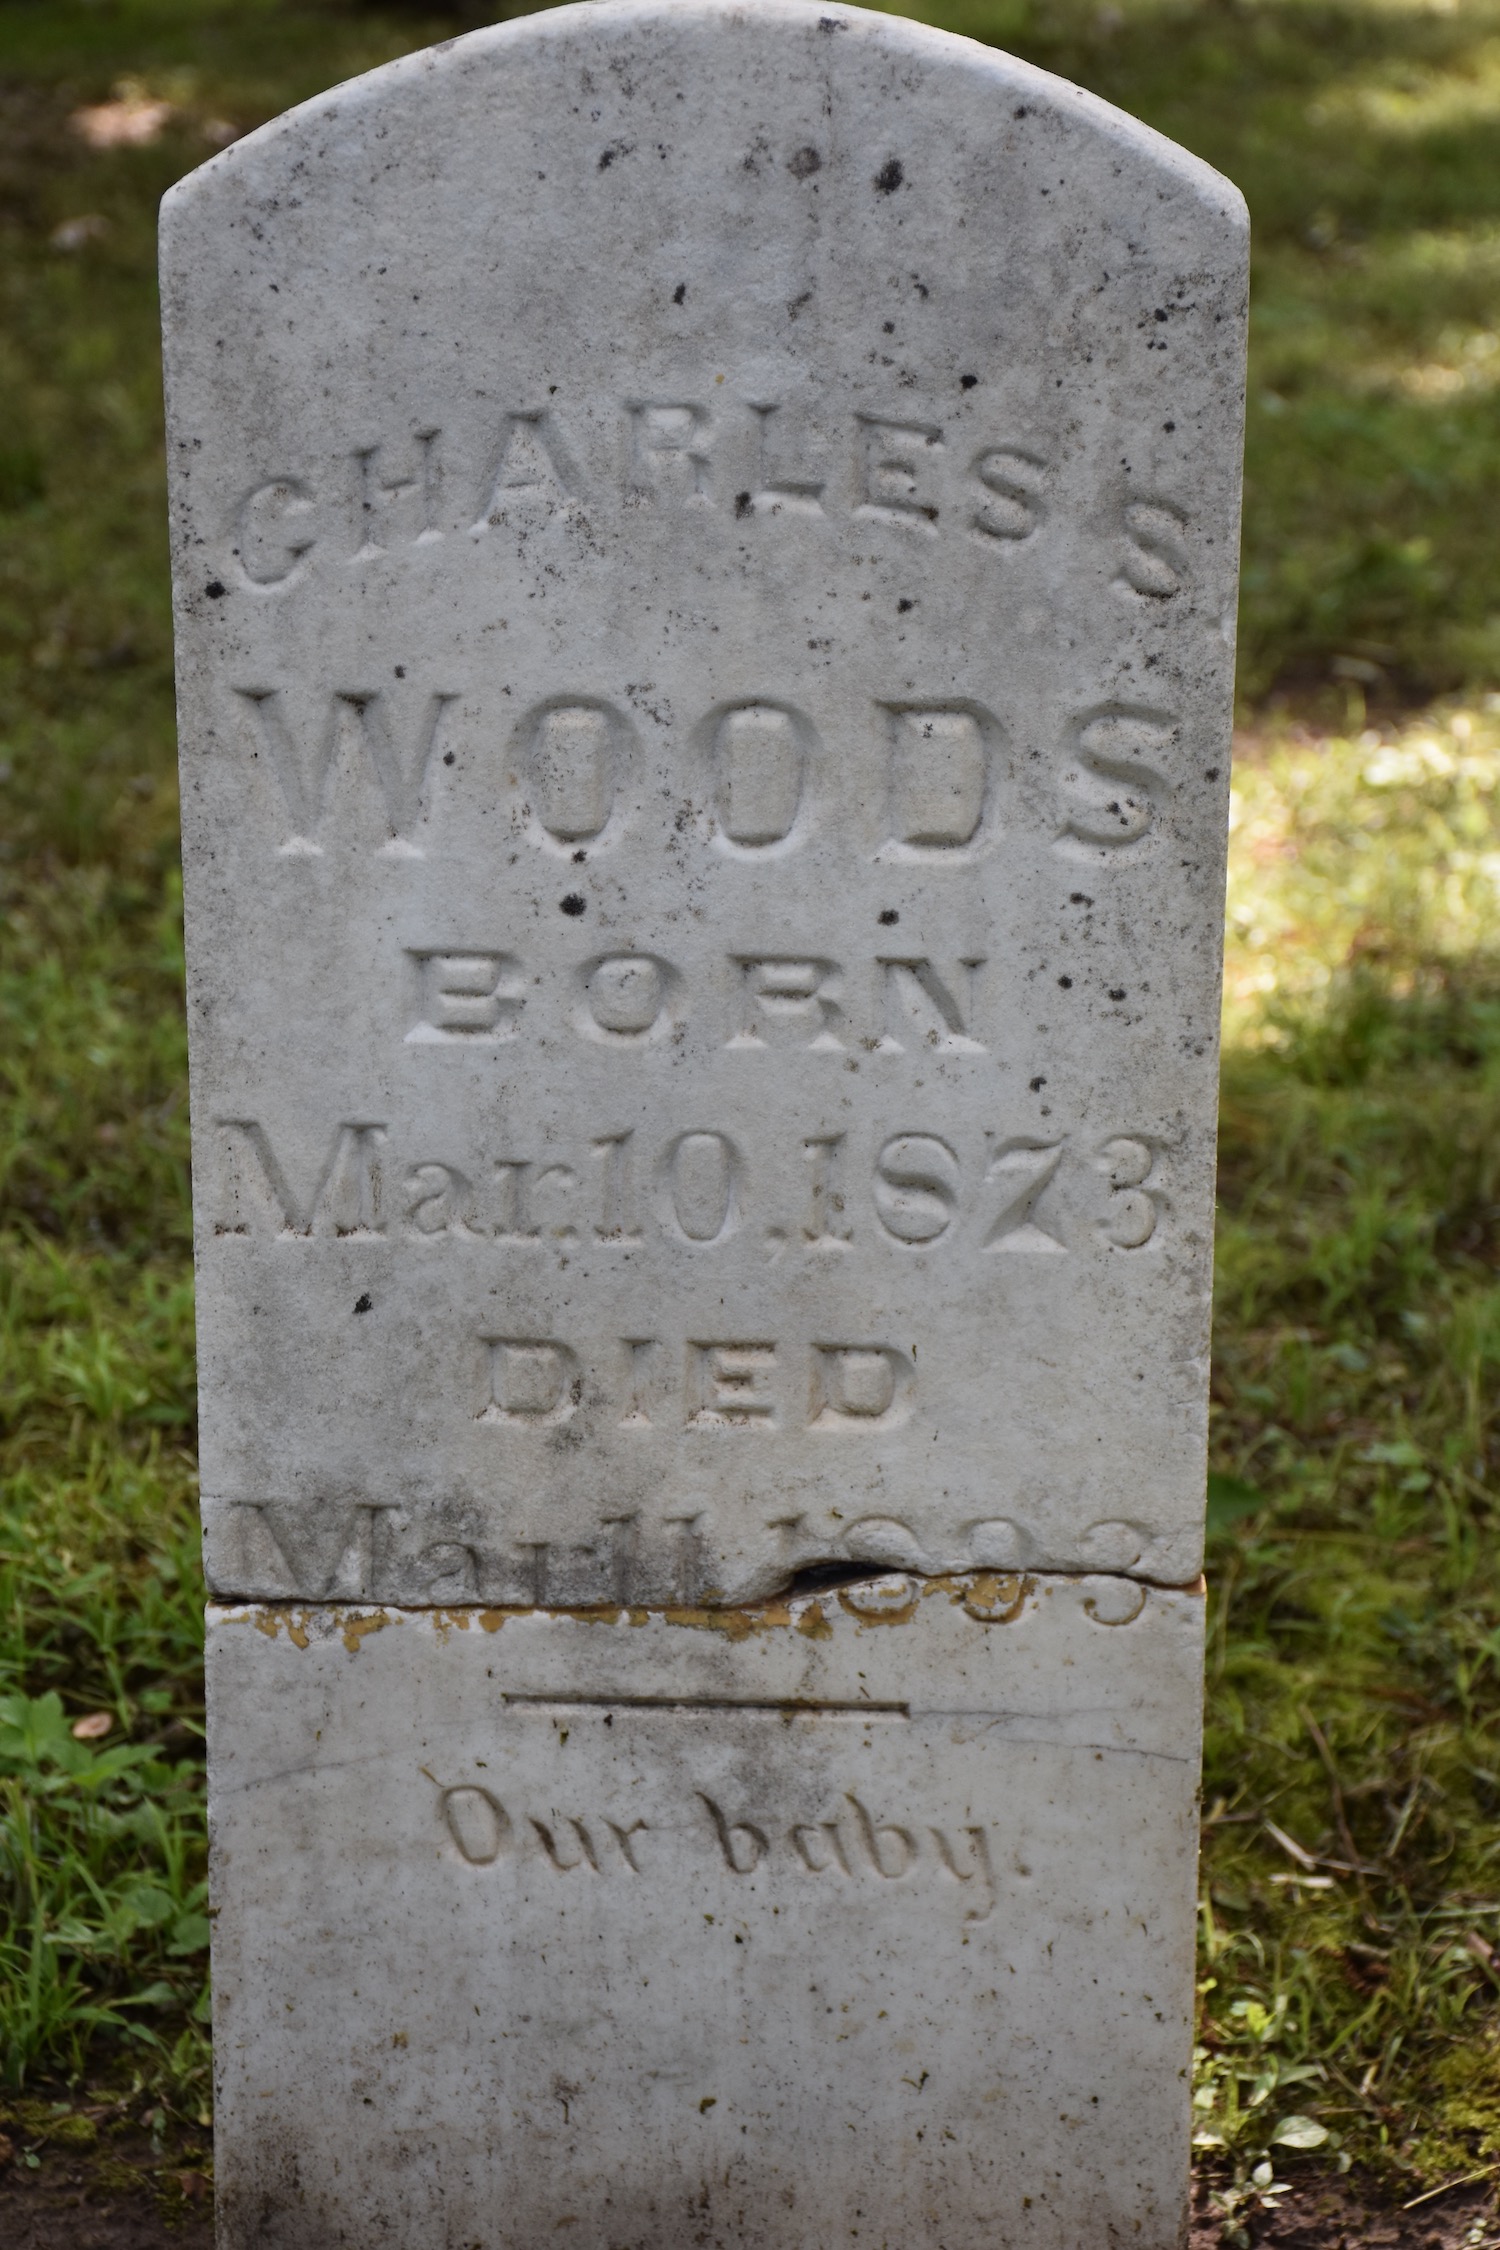 CHARLES S
WOODS
BORN
Mar.10,1873
DIED
Mar 11
Our baby.